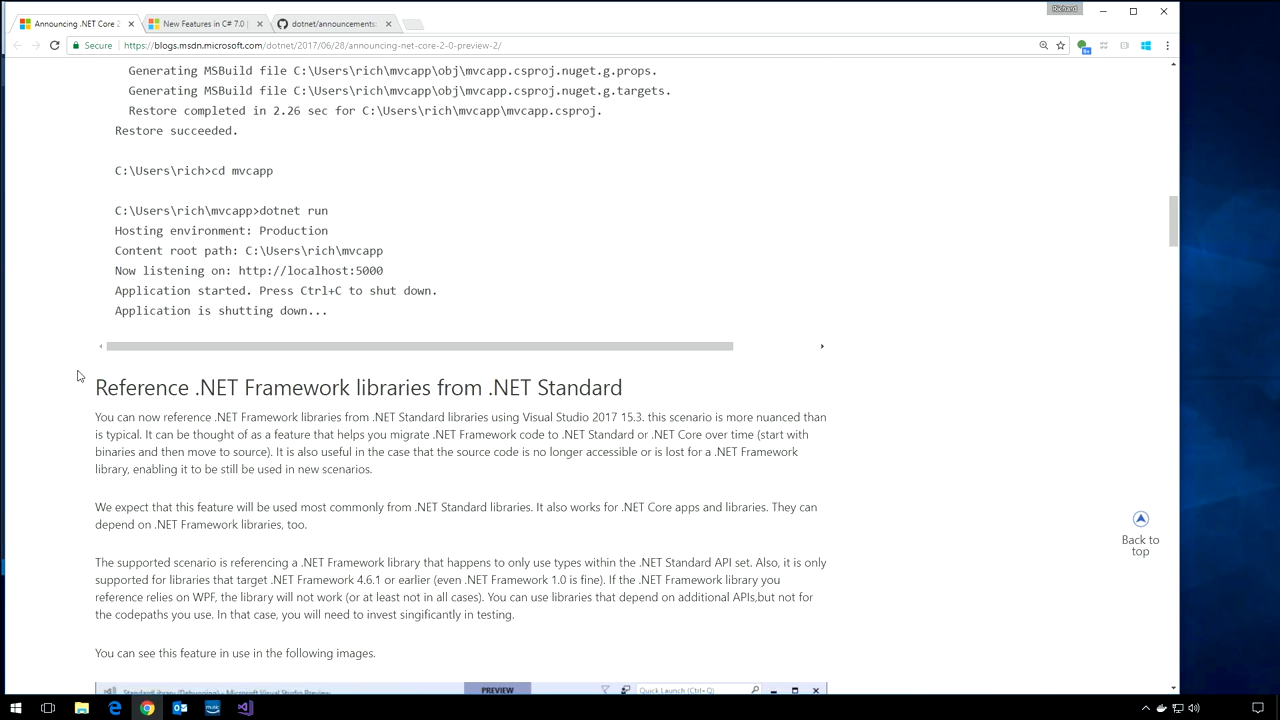 Richard
Announcing .NET Core 2
New Features in C# 7.0 |
dotnet/announcements:
Secure
https://blogs.msdn.microsoft.com/dotnet/2017/06/28/announcing-net-core-2-0-preview-2/
Generating MSBuild file C:\Users\rich\mvcapp\obj\mvcapp.csproj.nuget.g.props.
Generating MSBuild file C:\Users\rich\mvcapp\obj\mvcapp.csproj.nuget.g.targets.
Restore completed in 2.26 sec for C:\Users\rich\mvcapp\mvcapp.csproj.
Restore succeeded.
C:\Users\rich>cd mvcapp
C:\Users\rich\mvcapp>dotnet run
Hosting environment: Production
Content root path: C:\Users\rich\mvcapp
Now listening on: http://localhost:5000
Application started. Press Ctrl+C to shut down.
Application is shutting down...
Reference .NET Framework libraries from .NET Standard
You can now reference .NET Framework libraries from .NET Standard libraries using Visual Studio 2017 15.3. this scenario is more nuanced than
is typical. It can be thought of as a feature that helps you migrate .NET Framework code to .NET Standard or .NET Core over time (start with
binaries and then move to source). It is also useful in the case that the source code is no longer accessible or is lost for a .NET Framework
library, enabling it to be still be used in new scenarios.
We expect that this feature will be used most commonly from .NET Standard libraries. It also works for .NET Core apps and libraries. They can
depend on .NET Framework libraries, too.
The supported scenario is referencing a .NET Framework library that happens to only use types within the .NET Standard API set. Also, it is only
supported for libraries that target .NET Framework 4.6.1 or earlier (even .NET Framework 1.0 is fine). If the .NET Framework library you
reference relies on WPF, the library will not work (or at least not in all cases). You can use libraries that depend on additional APIs,but not for
the codepaths you use. In that case, you will need to invest singificantly in testing.
You can see this feature in use in the following images.
Back to
top
StandardLibrary (Debugging) - Microsoft Visual Studio Preview
PREVIEW
Quick Launch (Ctrl+Q)
music